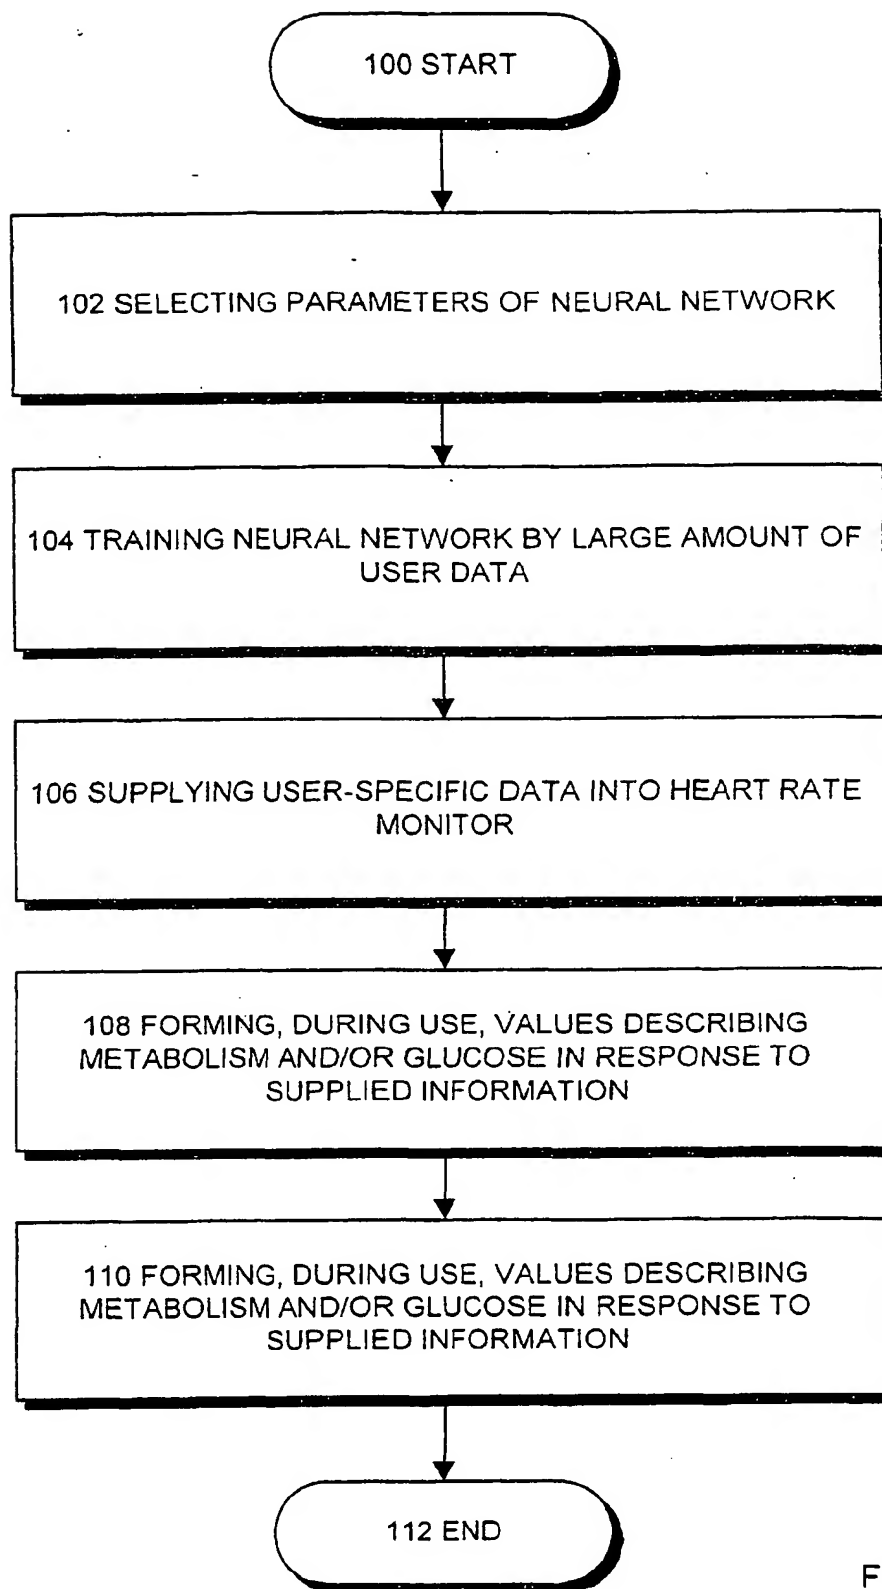 100 START
102 SELECTING PARAMETERS OF NEURAL NETWORK
104 TRAINING NEURAL NETWORK BY LARGE AMOUNT OF
USER DATA
106 SUPPLYING USER-SPECIFIC DATA INTO HEART RATE
MONITOR
108 FORMING, DURING USE, VALUES DESCRIBING
METABOLISM AND/OR GLUCOSE IN RESPONSE TO
SUPPLIED INFORMATION
110 FORMING, DURING USE, VALUES DESCRIBING
METABOLISM AND/OR GLUCOSE IN RESPONSE TO
SUPPLIED INFORMATION
112 END
F